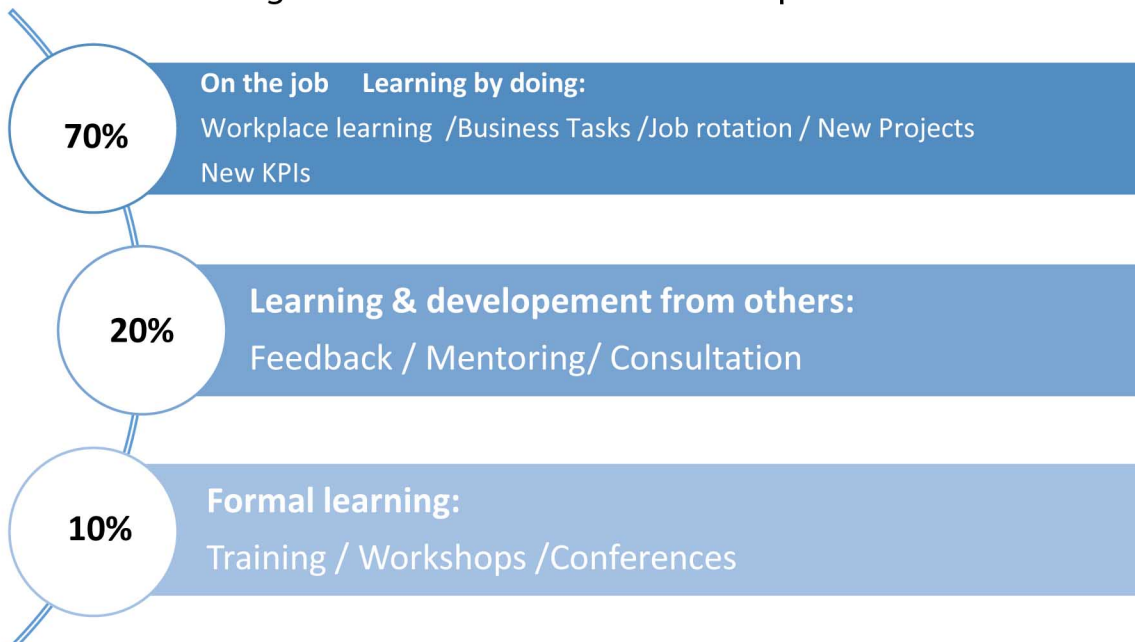 70%
On the job Learning by doing:
Workplace learning /Business Tasks /Job rotation / New Projects
New KPIs
20%
Learning & developement from others:
Feedback / Mentoring/ Consultation
10%
Formal learning:
Training / Workshops /Conferences